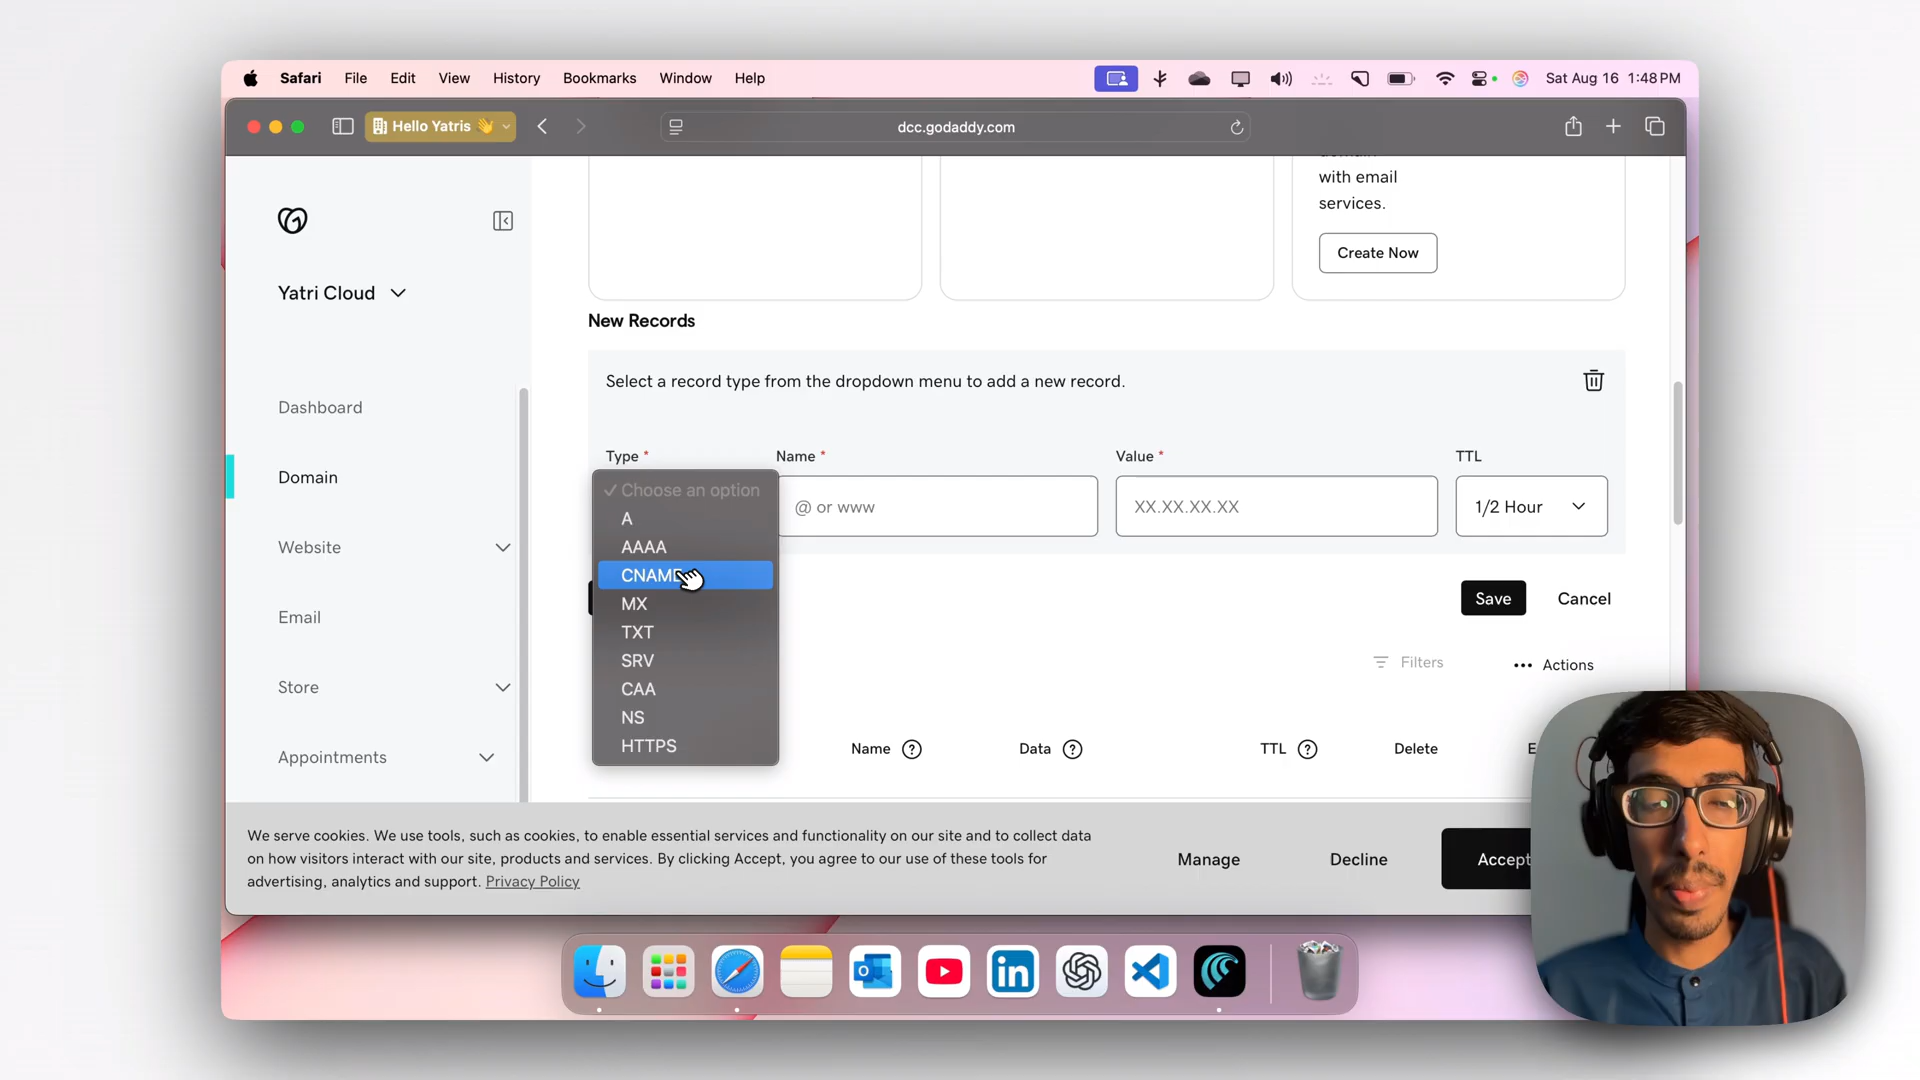 Safari File Edit View History Bookmarks Window Help Sat Aug 16 1:48 PM
Hello Yatris 👋 dcc.godaddy.com
with email
services.
Create Now
Yatri Cloud
Dashboard
Domain
Website
Email
Store
Appointments
New Records
Select a record type from the dropdown menu to add a new record.
Type * Name * Value * TTL
✓ Choose an option
A
AAAA
CNAME
MX
TXT
SRV
CAA
NS
HTTPS
@ or www
XX.XX.XX.XX
1/2 Hour
Save Cancel
Filters ••• Actions
Name ? Data ? TTL ? Delete
We serve cookies. We use tools, such as cookies, to enable essential services and functionality on our site and to collect data
on how visitors interact with our site, products and services. By clicking Accept, you agree to our use of these tools for
advertising, analytics and support. Privacy Policy
Manage Decline Accept